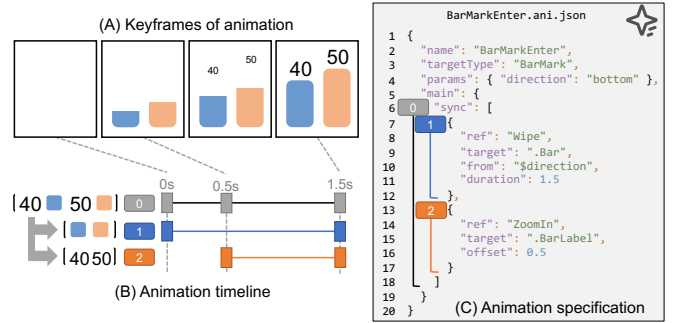 (A) Keyframes of animation
40
50
40
50
0s
0.5s
1.5s
[ 40 50 ] 0
[ ] 1
[ 40 50 ] 2
(B) Animation timeline
BarMarkEnter.ani.json
1 {
2 "name": "BarMarkEnter",
3 "targetType": "BarMark",
4 "params": { "direction": "bottom" },
5 "main": {
6 0 "sync": [
7 1 {
8 "ref": "Wipe",
9 "target": ".Bar",
10 "from": "$direction",
11 "duration": 1.5
12 },
13 2 {
14 "ref": "ZoomIn",
15 "target": ".BarLabel",
16 "offset": 0.5
17 }
18 ]
19 }
20 }
(C) Animation specification